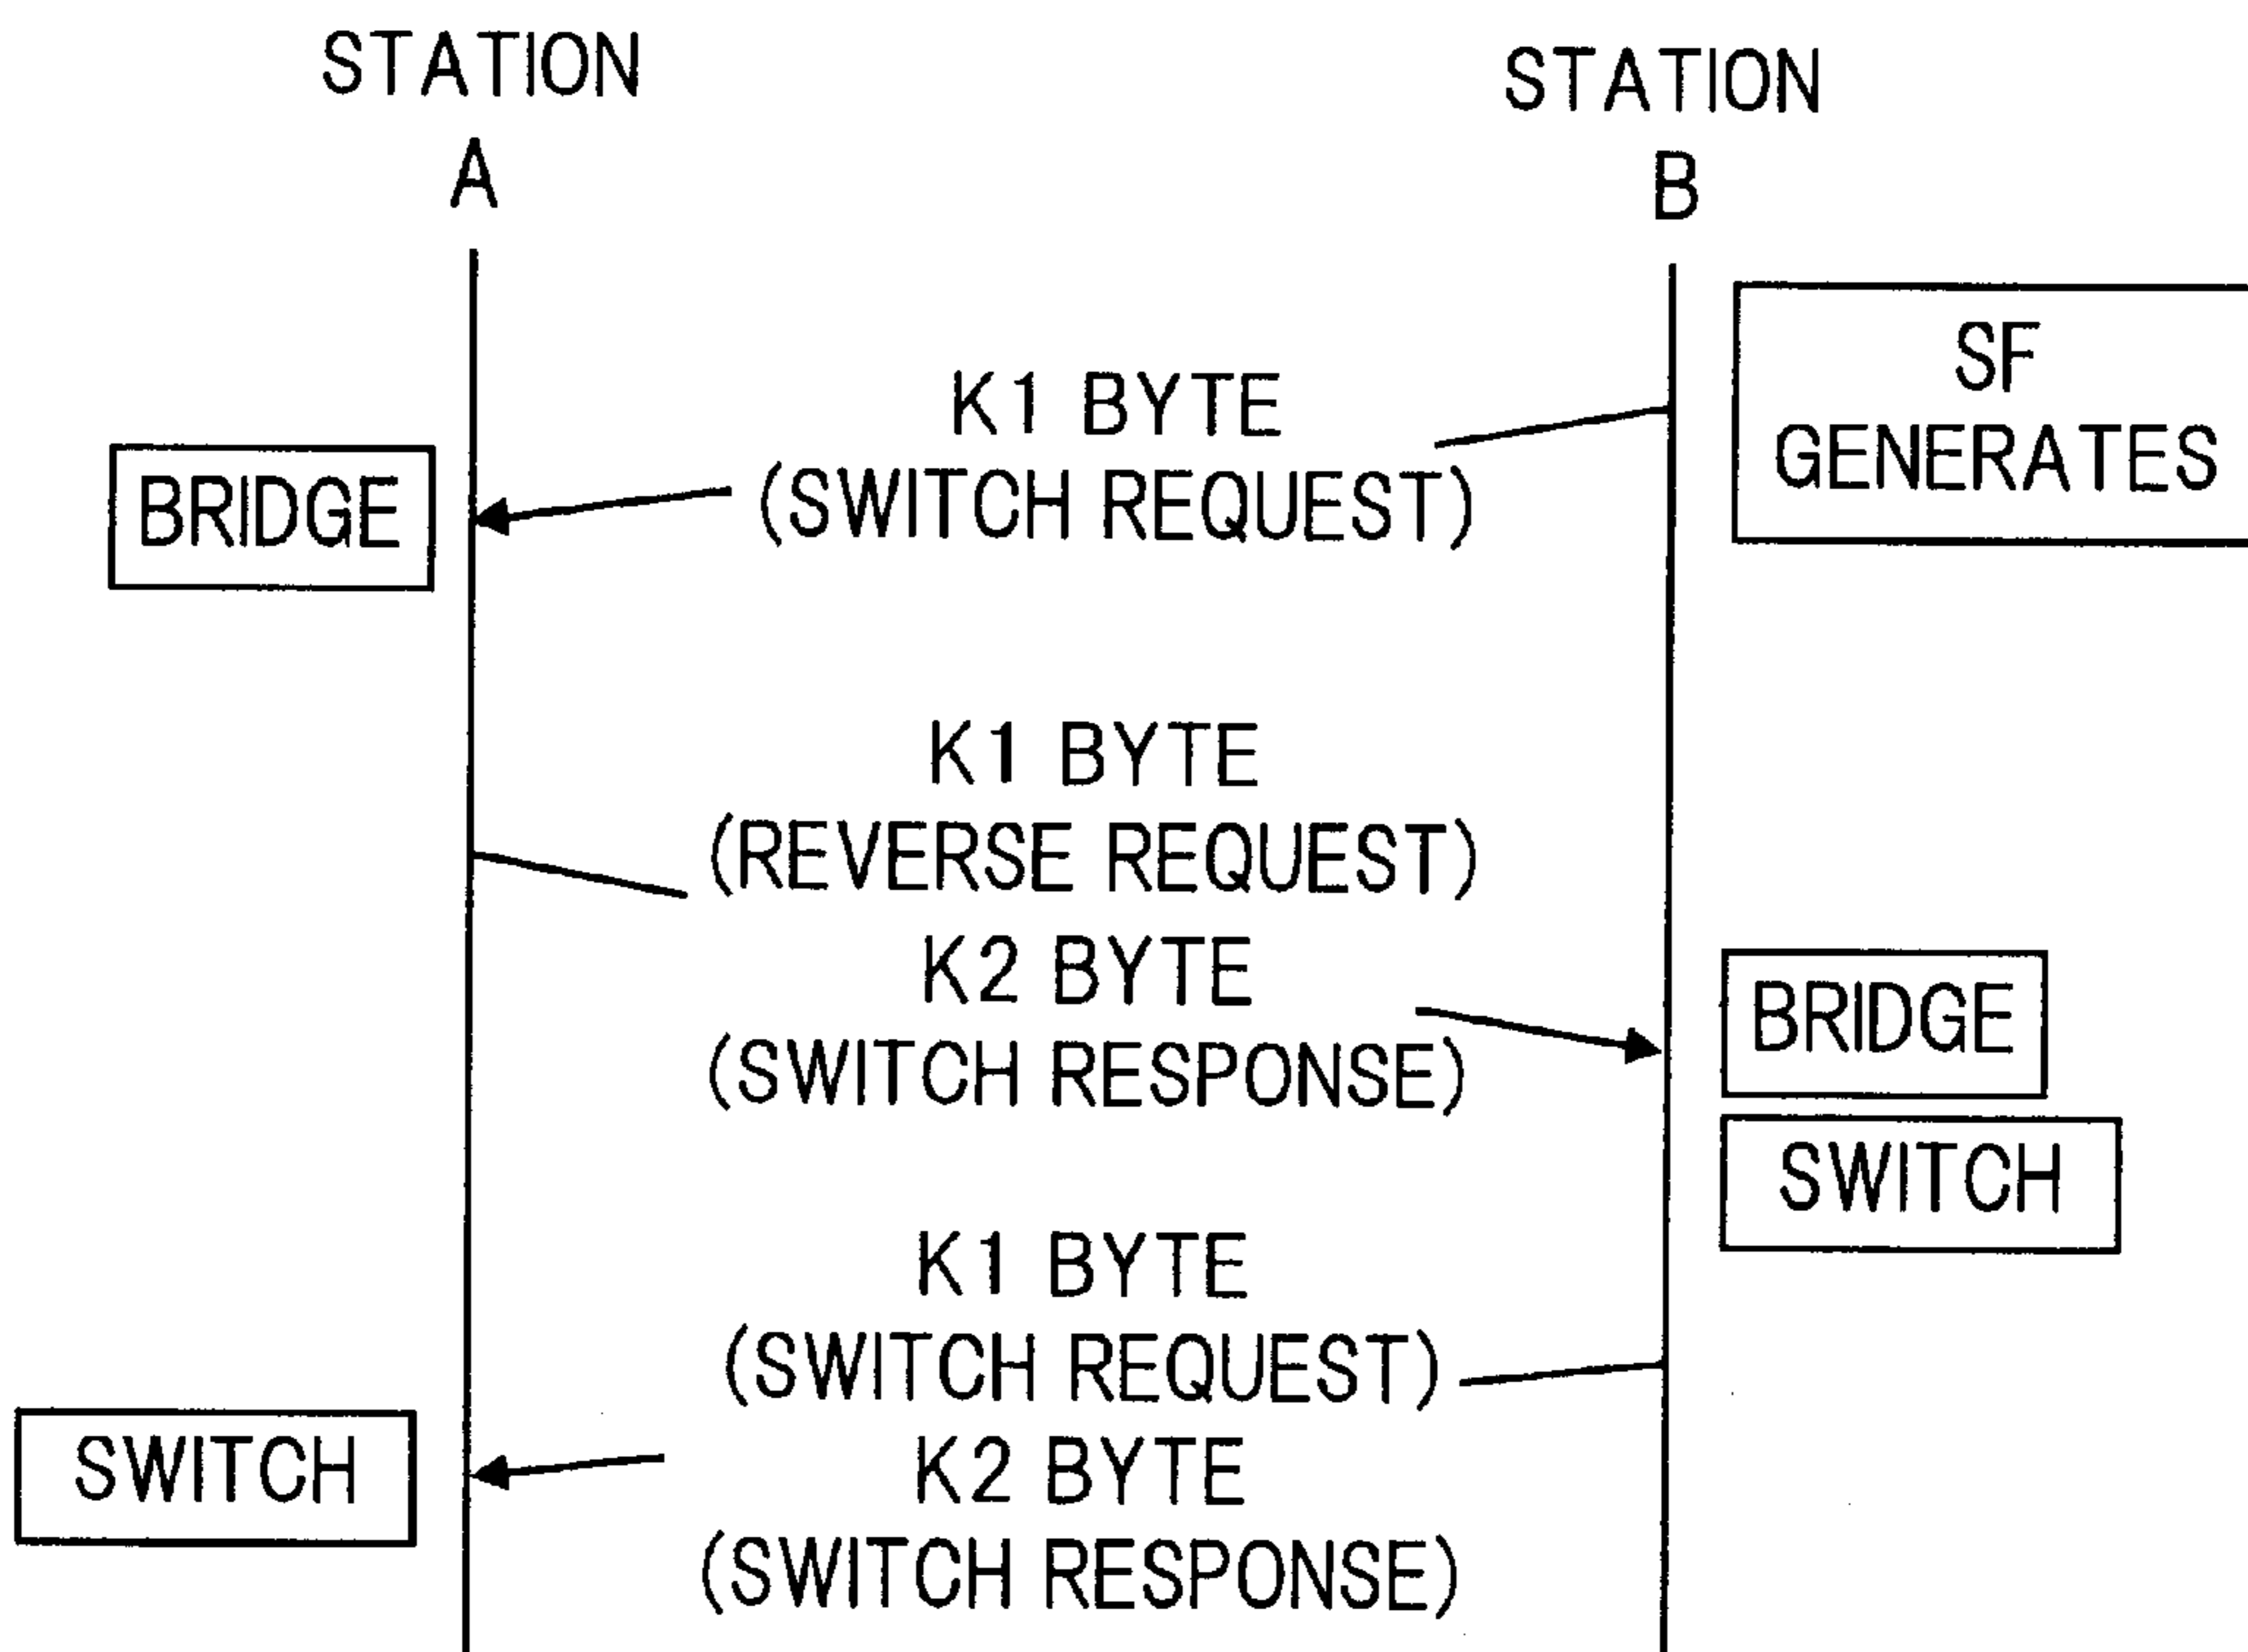 STATION
A
STATION
B
SF
GENERATES
K1 BYTE
(SWITCH REQUEST)
BRIDGE
K1 BYTE
(REVERSE REQUEST)
K2 BYTE
(SWITCH RESPONSE)
BRIDGE
SWITCH
K1 BYTE
(SWITCH REQUEST)
K2 BYTE
(SWITCH RESPONSE)
SWITCH